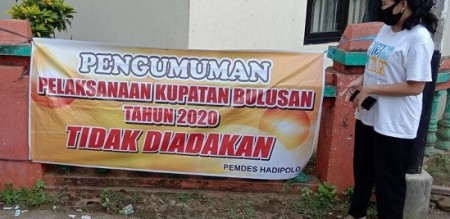 PENGUMUMAN
PELAKSANAAN KUPATAN BULUSAN
TAHUN 2020
TIDAK DIADAKAN
PEMDES HADIPOLO